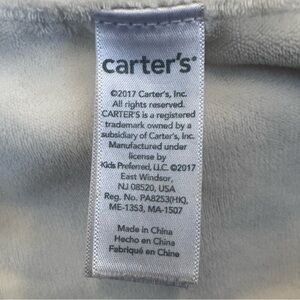 carter's®
©2017 Carter's, Inc.
All rights reserved.
CARTER'S is a registered
trademark owned by a
subsidiary of Carter's, Inc.
Manufactured under
license by
Kids Preferred, LLC. ©2017
East Windsor,
NJ 08520, USA
Reg. No. PA8253(HK),
ME-1353, MA-1507
Made in China
Hecho en China
Fabriqué en Chine